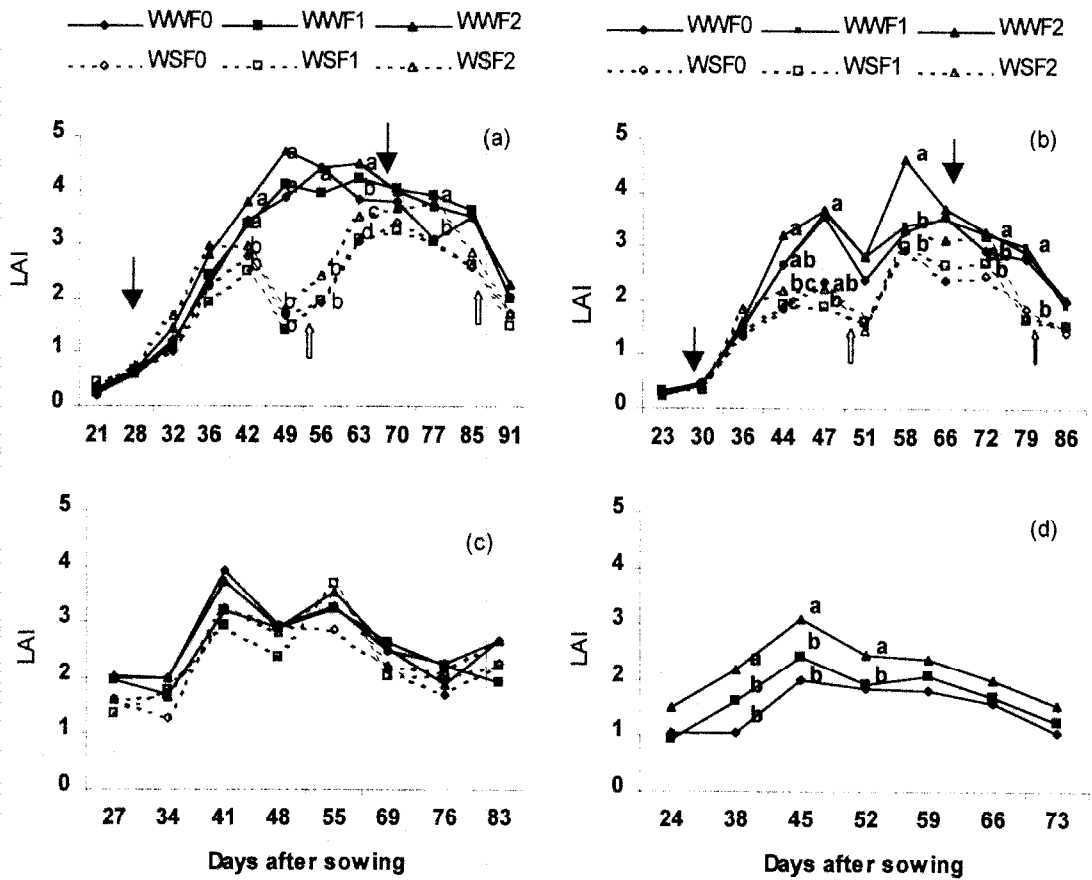 WWF0 WWF1 WWF2
WSF0 WSF1 WSF2
WWF0 WWF1 WWF2
WSF0 WSF1 WSF2
(a)
LAI
5
4
3
2
1
0
a
a
a
a
a
b
a
a
b
b
c
d
b
b
b
b
b
b
21 28 32 36 42 49 56 63 70 77 85 91
(b)
LAI
5
4
3
2
1
0
a
a
a
ab
bc
c
ab
b
b
b
a
a
b
b
a
b
23 30 36 44 47 51 58 66 72 79 86
(c)
LAI
5
4
3
2
1
0
27 34 41 48 55 69 76 83
Days after sowing
(d)
LAI
5
4
3
2
1
0
a
b
b
a
b
b
a
b
24 38 45 52 59 66 73
Days after sowing